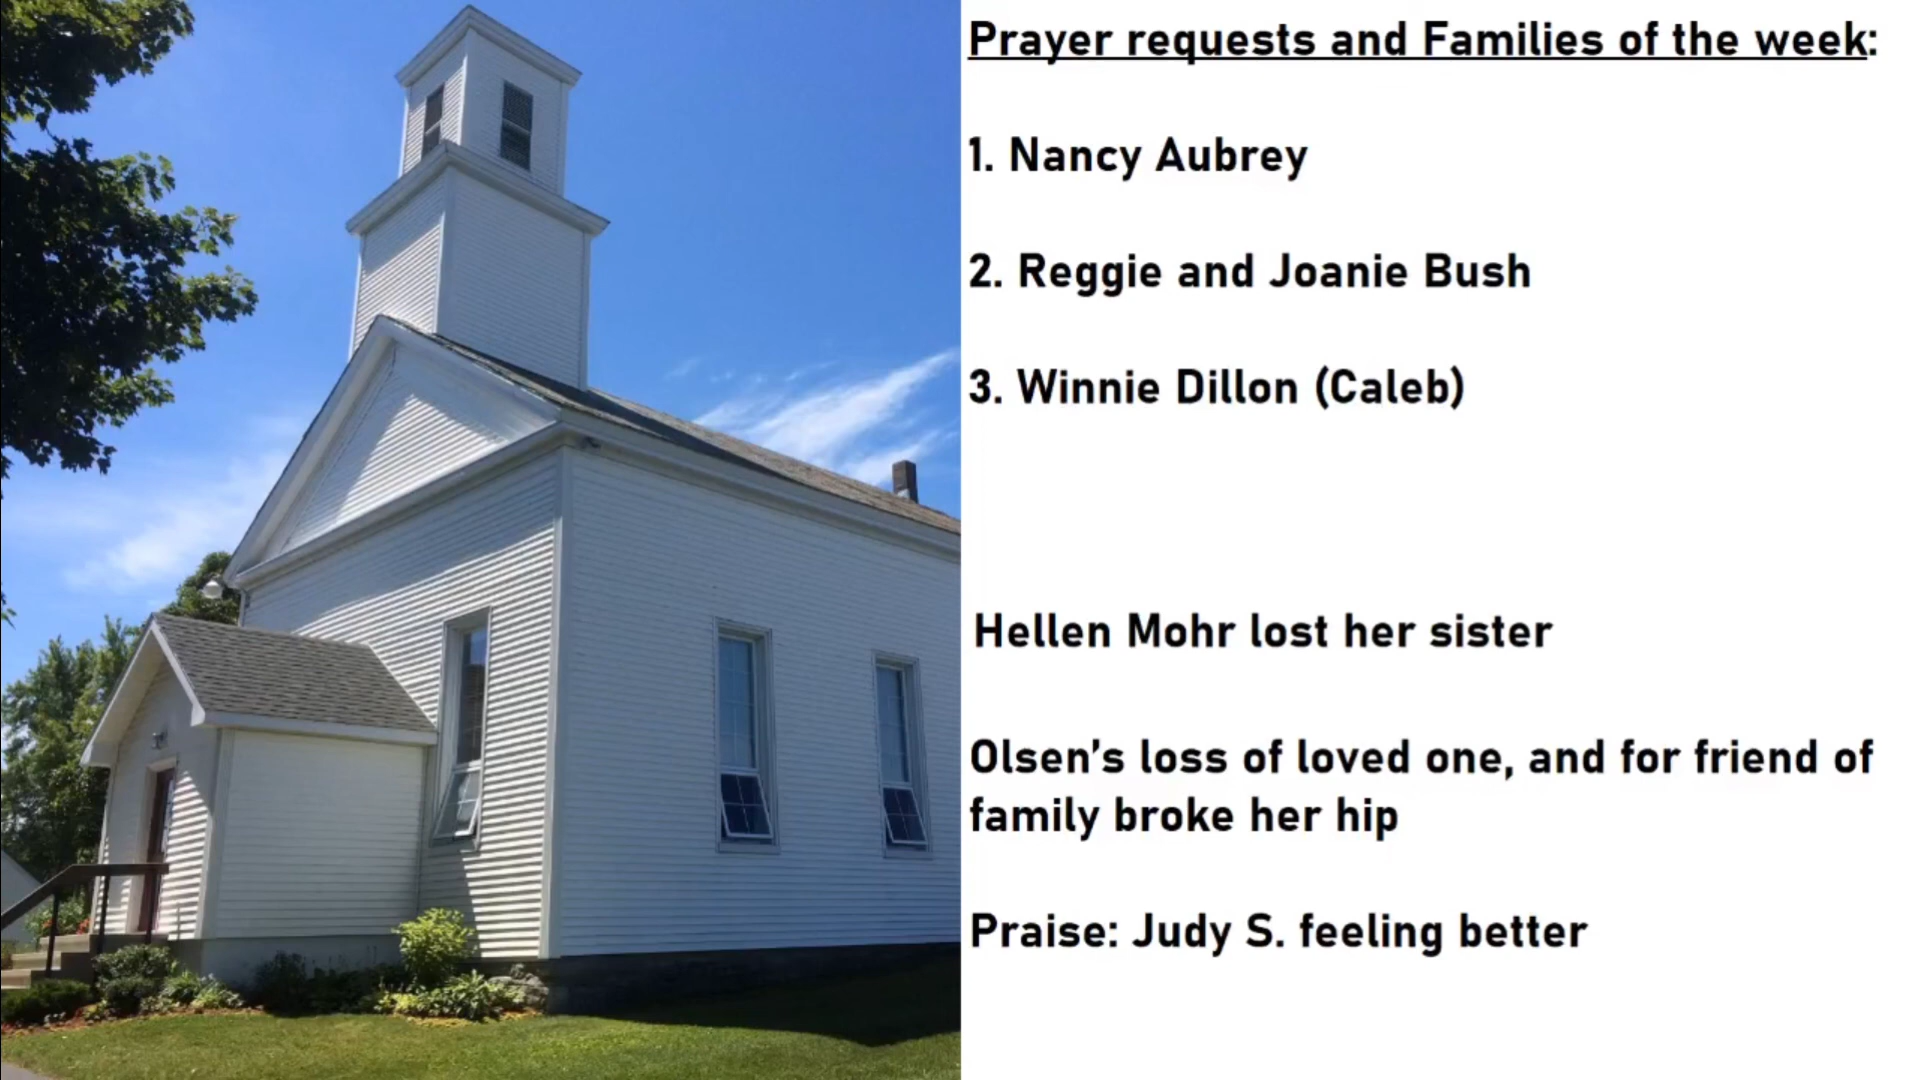 Prayer requests and Families of the week:
1. Nancy Aubrey
2. Reggie and Joanie Bush
3. Winnie Dillon (Caleb)
Hellen Mohr lost her sister
Olsen’s loss of loved one, and for friend of
family broke her hip
Praise: Judy S. feeling better